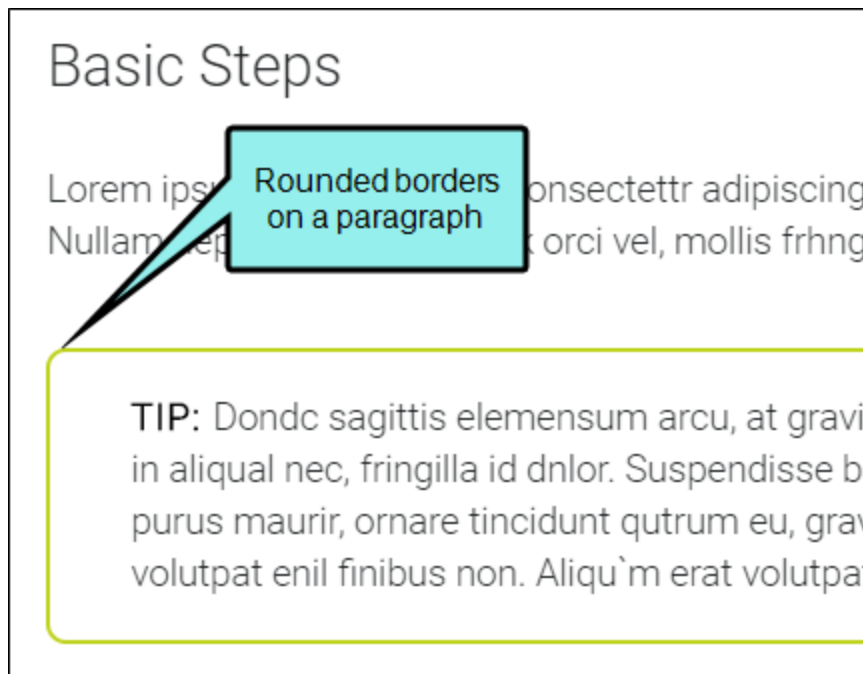 Basic Steps
Rounded borders
on a paragraph
Lorem onsectettr adipiscing
Nullam orci vel, mollis frhng
TIP: Dondc sagittis elemensum arcu, at gravi
in aliqual nec, fringilla id dnlor. Suspendisse b
purus maurir, ornare tincidunt qutrum eu, grav
volutpat enil finibus non. Aliqu`m erat volutpat